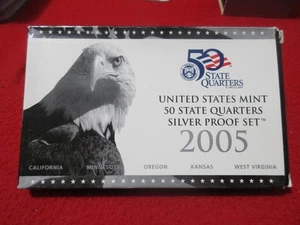 50
STATE
QUARTERS
UNITED STATES MINT
50 STATE QUARTERS
SILVER PROOF SET™
2005
CALIFORNIA MINNESOTA OREGON KANSAS WEST VIRGINIA